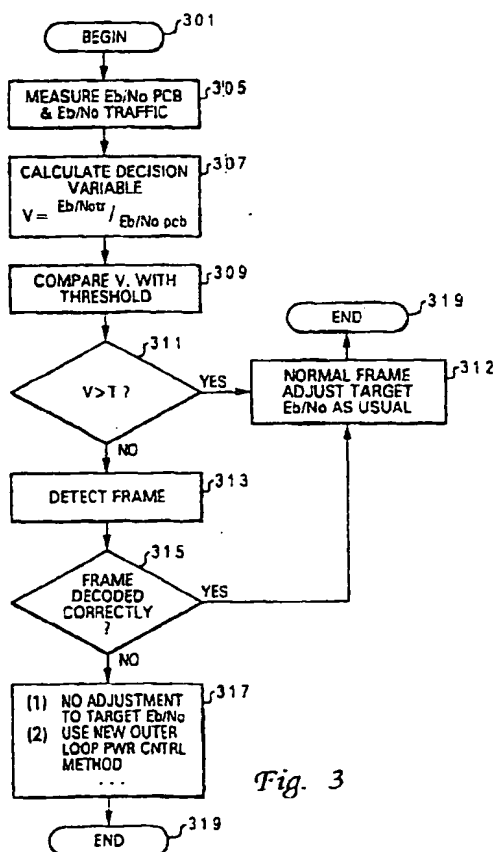 BEGIN
301
MEASURE Eb/No PCB
& Eb/No TRAFFIC
305
CALCULATE DECISION
VARIABLE
V = Eb/Notr / Eb/No pcb
307
COMPARE V. WITH
THRESHOLD
309
V>T ?
311
YES
NO
END
319
NORMAL FRAME
ADJUST TARGET
Eb/No AS USUAL
312
DETECT FRAME
313
FRAME
DECODED
CORRECTLY
?
315
YES
NO
(1) NO ADJUSTMENT
TO TARGET Eb/No
(2) USE NEW OUTER
LOOP PWR CNTRL
METHOD
. . .
317
END
319
Fig. 3